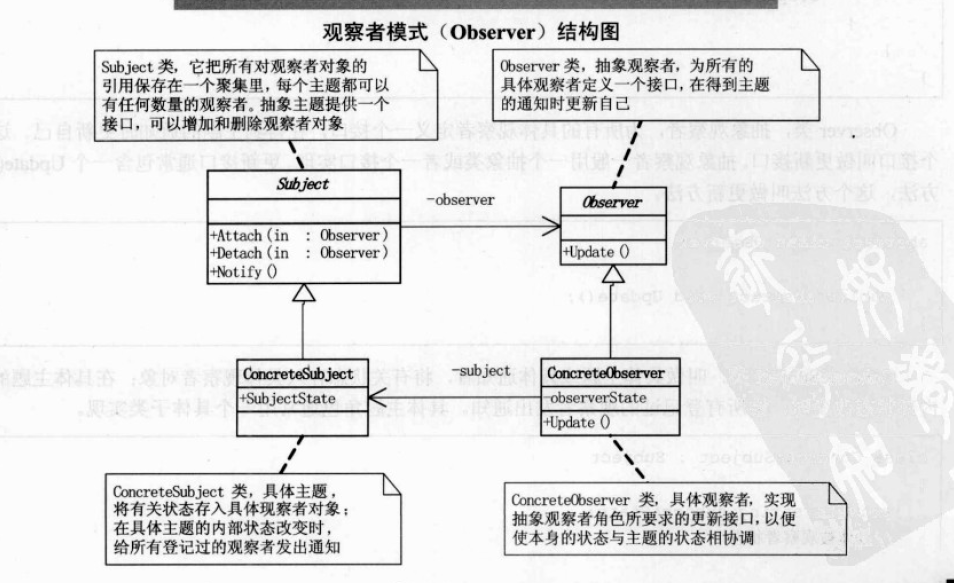 观察者模式（Observer）结构图
Subject 类，它把所有对观察者对象的
引用保存在一个聚集里，每个主题都可以
有任何数量的观察者。抽象主题提供一个
接口，可以增加和删除观察者对象
Observer 类，抽象观察者，为所有的
具体观察者定义一个接口，在得到主题
的通知时更新自己
Subject
+Attach(in : Observer)
+Detach(in : Observer)
+Notify()
-observer
Observer
+Update()
ConcreteSubject
+SubjectState
-subject
ConcreteObserver
-observerState
+Update()
ConcreteSubject 类，具体主题，
将有关状态存入具体现察者对象；
在具体主题的内部状态改变时，
给所有登记过的观察者发出通知
ConcreteObserver 类，具体观察者，实现
抽象观察者角色所要求的更新接口，以便
使本身的状态与主题的状态相协调